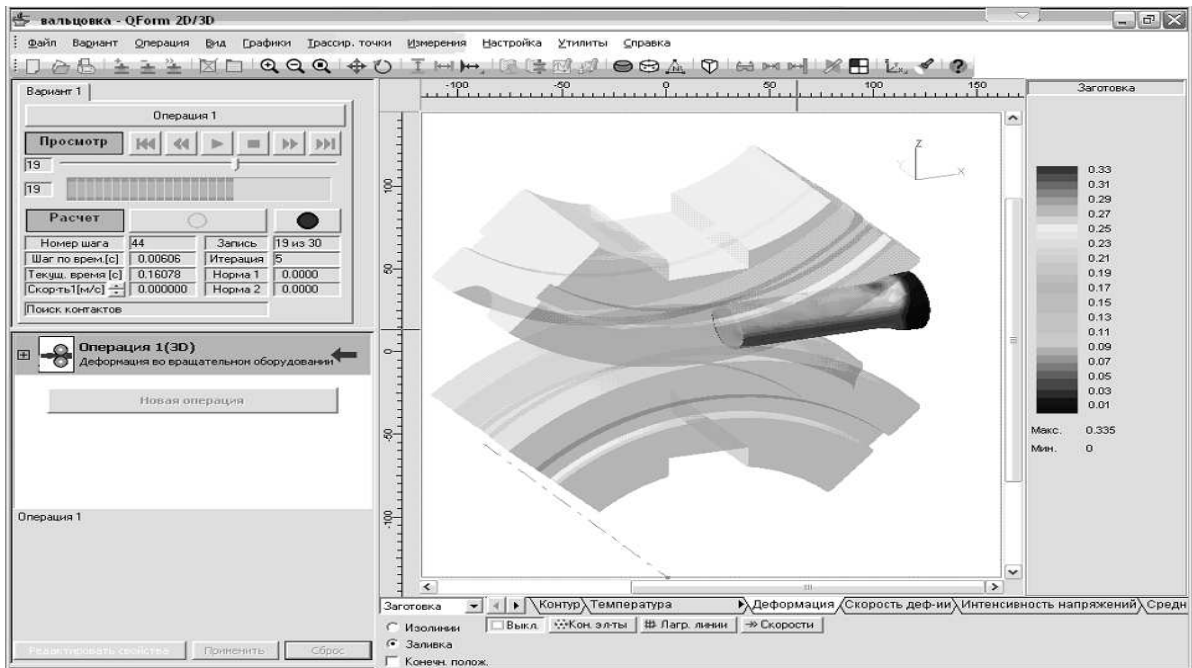 вальцовка - QForm 2D/3D
Файл Вариант Операция Вид Графики Трассир. точки Измерения Настройка Утилиты Справка
Вариант 1
Операция 1
Просмотр
19
19
Расчет
Номер шага 44 Запись 19 из 30
Шаг по врем.[с] 0.00606 Итерация 5
Текущ. время [с] 0.16078 Норма 1 0.0000
Скор-ть1[м/с] 0.000000 Норма 2 0.0000
Поиск контактов
Операция 1(3D)
Деформация во вращательном оборудовании
Новая операция
Операция 1
Редактировать свойства Применить Сброс
-100 -50 0 50 100 150
100
50
0
-50
-100
Z
X
Заготовка
0.33
0.31
0.29
0.27
0.25
0.23
0.21
0.19
0.17
0.15
0.13
0.11
0.09
0.07
0.05
0.03
0.01
Макс. 0.335
Мин. 0
Заготовка Контур Температура Деформация Скорость деф-ии Интенсивность напряжений Средн
Изолинии Выкл. Кон. эл-ты Лагр. линии Скорости
Заливка
Конечн. полож.